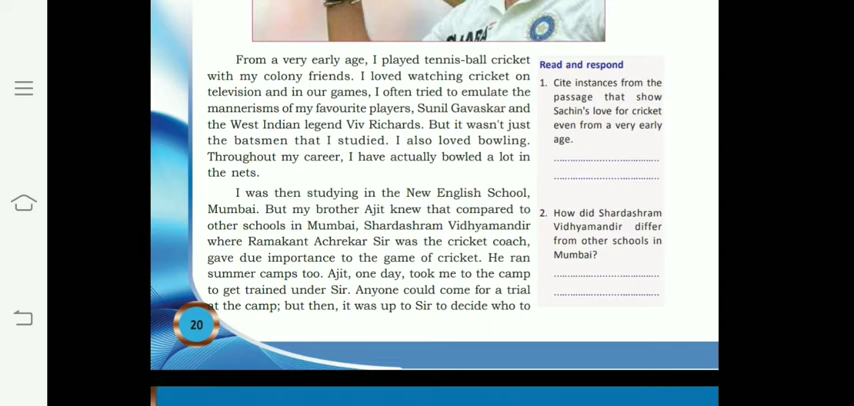 From a very early age, I played tennis-ball cricket
with my colony friends. I loved watching cricket on
television and in our games, I often tried to emulate the
mannerisms of my favourite players, Sunil Gavaskar and
the West Indian legend Viv Richards. But it wasn't just
the batsmen that I studied. I also loved bowling.
Throughout my career, I have actually bowled a lot in
the nets.
I was then studying in the New English School,
Mumbai. But my brother Ajit knew that compared to
other schools in Mumbai, Shardashram Vidhyamandir
where Ramakant Achrekar Sir was the cricket coach,
gave due importance to the game of cricket. He ran
summer camps too. Ajit, one day, took me to the camp
to get trained under Sir. Anyone could come for a trial
at the camp; but then, it was up to Sir to decide who to
Read and respond
1. Cite instances from the
passage that show
Sachin's love for cricket
even from a very early
age.
.............................................
.............................................
2. How did Shardashram
Vidhyamandir differ
from other schools in
Mumbai?
.............................................
.............................................
20